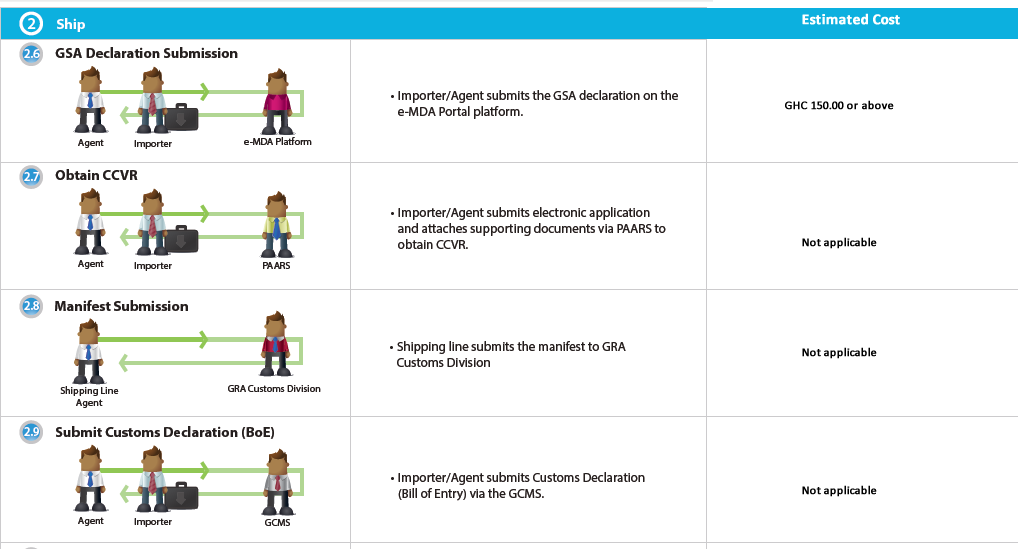 2 Ship Estimated Cost
2.6 GSA Declaration Submission
Agent Importer e-MDA Platform
• Importer/Agent submits the GSA declaration on the
e-MDA Portal platform.
GHC 150.00 or above
2.7 Obtain CCVR
Agent Importer PAARS
• Importer/Agent submits electronic application
and attaches supporting documents via PAARS to
obtain CCVR.
Not applicable
2.8 Manifest Submission
Shipping Line
Agent
GRA Customs Division
• Shipping line submits the manifest to GRA
Customs Division
Not applicable
2.9 Submit Customs Declaration (BoE)
Agent Importer GCMS
• Importer/Agent submits Customs Declaration
(Bill of Entry) via the GCMS.
Not applicable